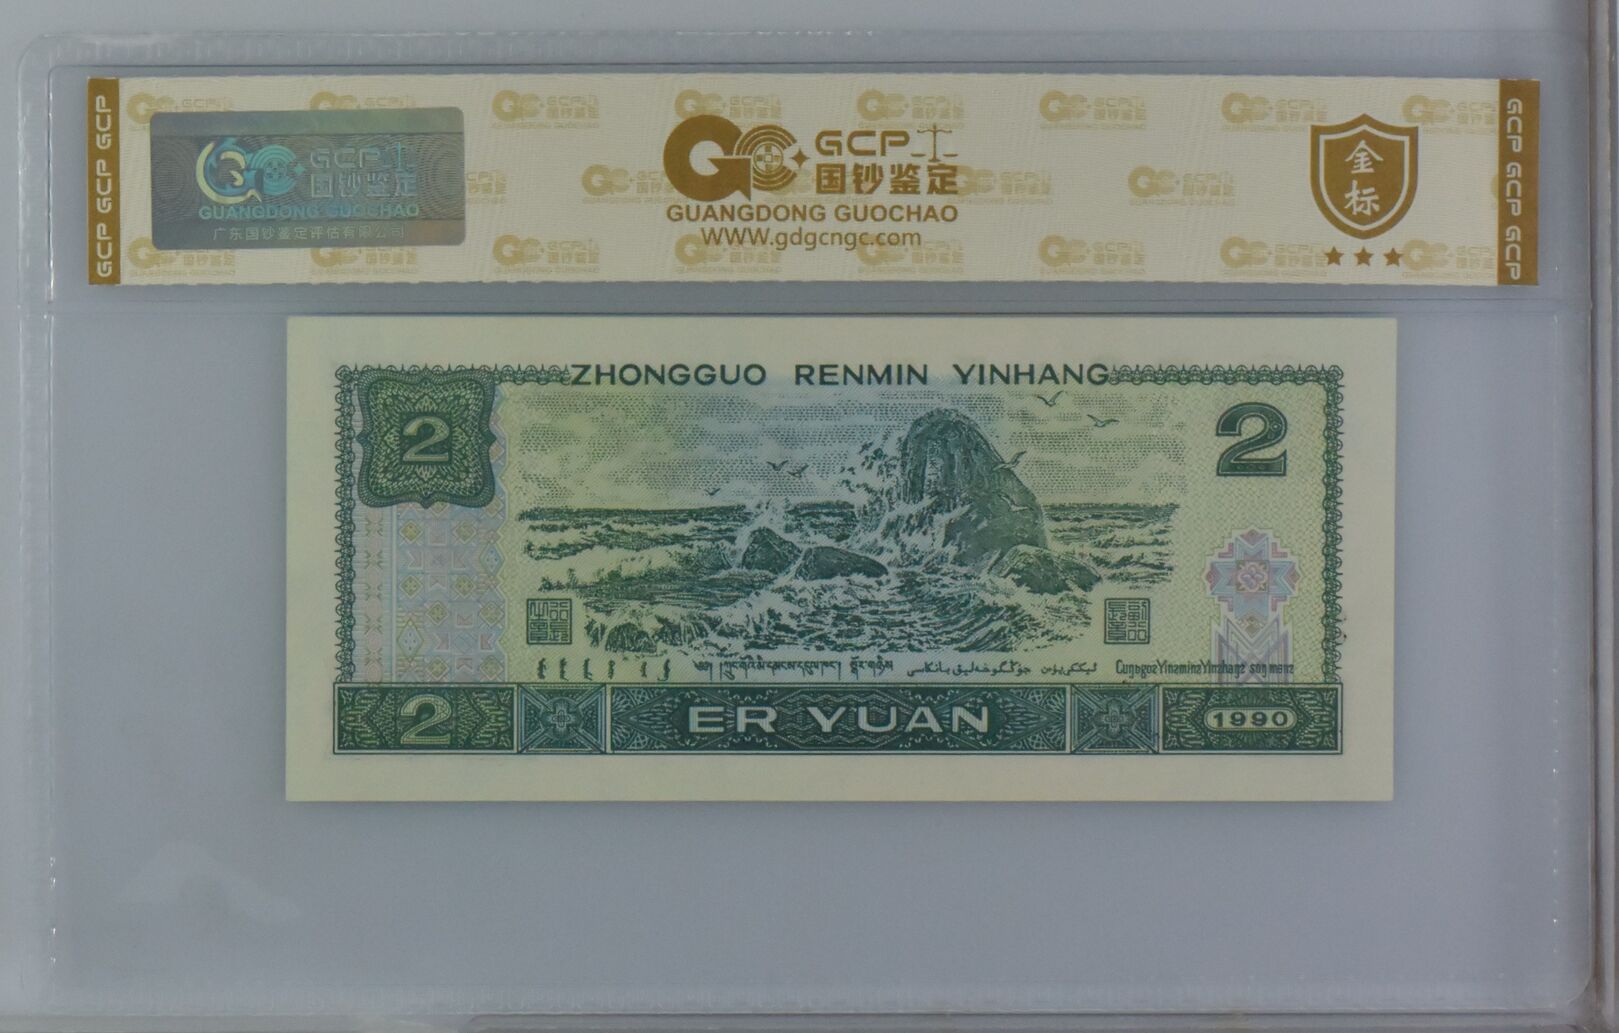 GCP GCP GCP
GCP
国钞鉴定
GUANGDONG GUOCHAO
广东国钞鉴定评估有限公司
GCP
国钞鉴定
GUANGDONG GUOCHAO
WWW.gdgcngc.com
金
标
GCP GCP GCP
ZHONGGUO RENMIN YINHANG
2
2
2
ER YUAN
1990